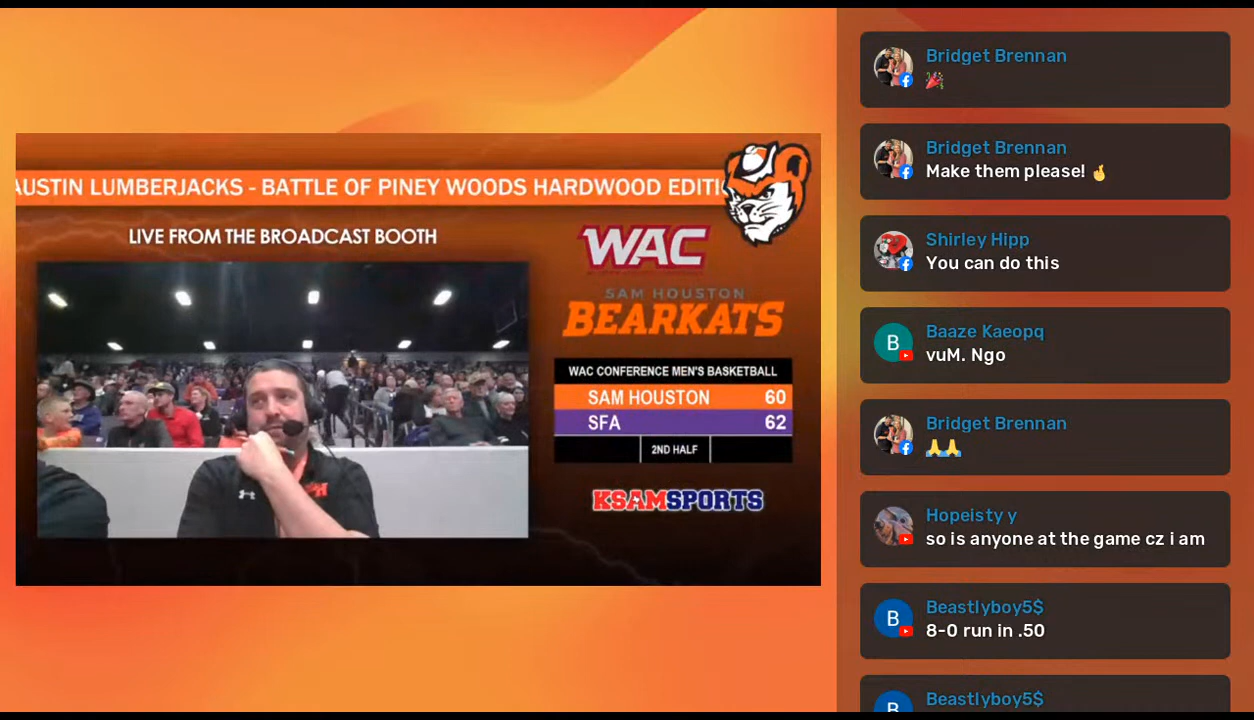 AUSTIN LUMBERJACKS - BATTLE OF PINEY WOODS HARDWOOD EDITI
LIVE FROM THE BROADCAST BOOTH
WAC
SAM HOUSTON
BEARKATS
WAC CONFERENCE MEN'S BASKETBALL
SAM HOUSTON 60
SFA 62
2ND HALF
KSAMSPORTS
Bridget Brennan
🎉
Bridget Brennan
Make them please! 🤞
Shirley Hipp
You can do this
B
Baaze Kaeopq
vuM. Ngo
Bridget Brennan
🙏🙏
Hopeisty y
so is anyone at the game cz i am
B
Beastlyboy5$
8-0 run in .50
B
Beastlyboy5$